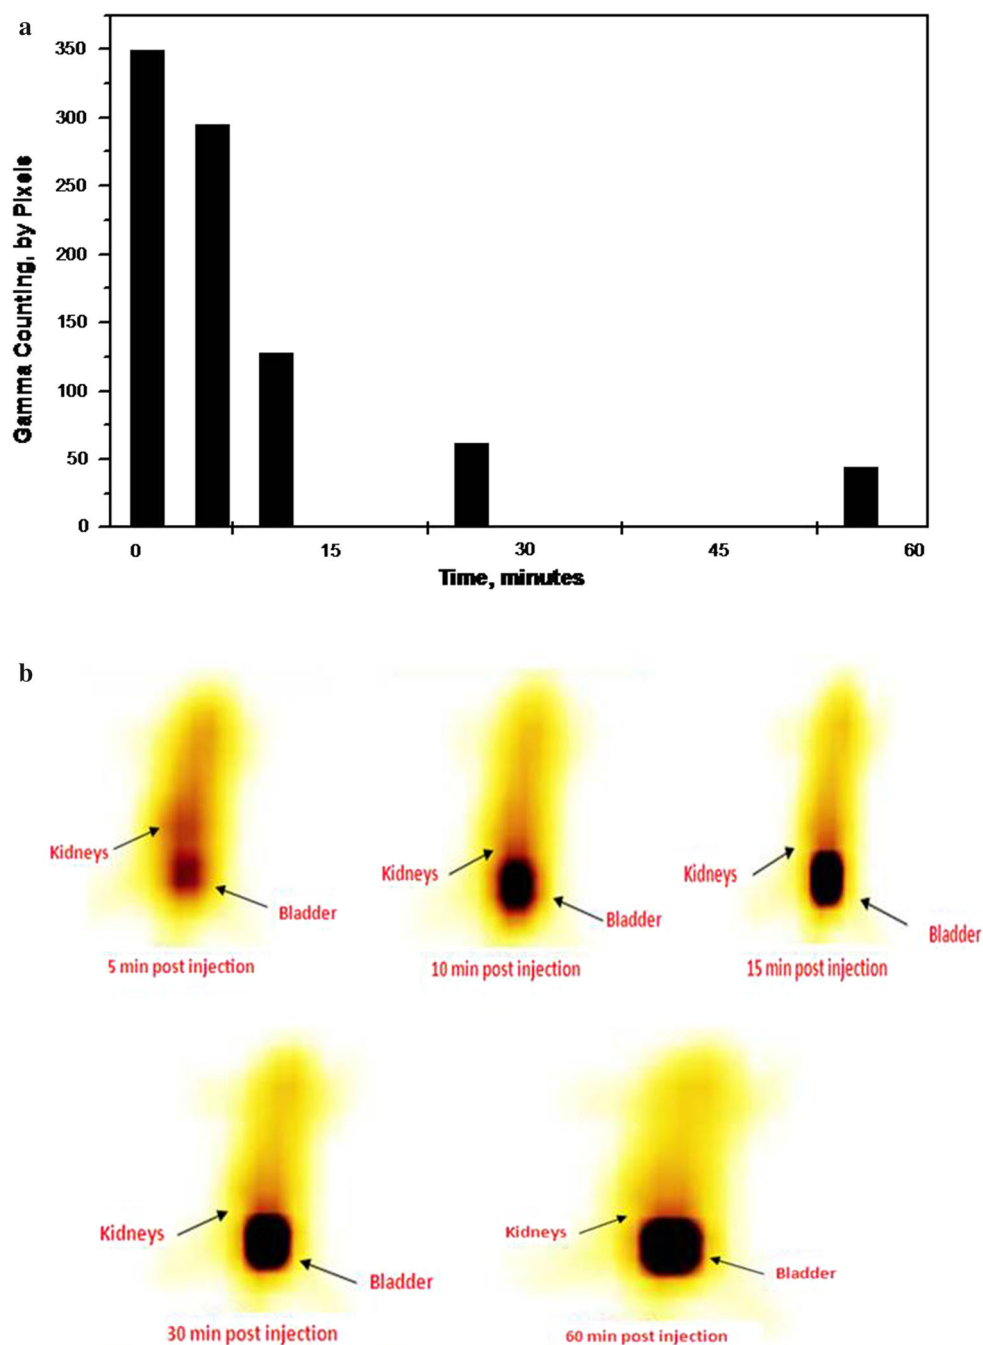 a
350
300
250
200
150
100
50
0
Gamma Counting, by Pixels
0 15 30 45 60
Time, minutes
b
Kidneys
Bladder
5 min post injection
Kidneys
Bladder
10 min post injection
Kidneys
Bladder
15 min post injection
Kidneys
Bladder
30 min post injection
Kidneys
Bladder
60 min post injection